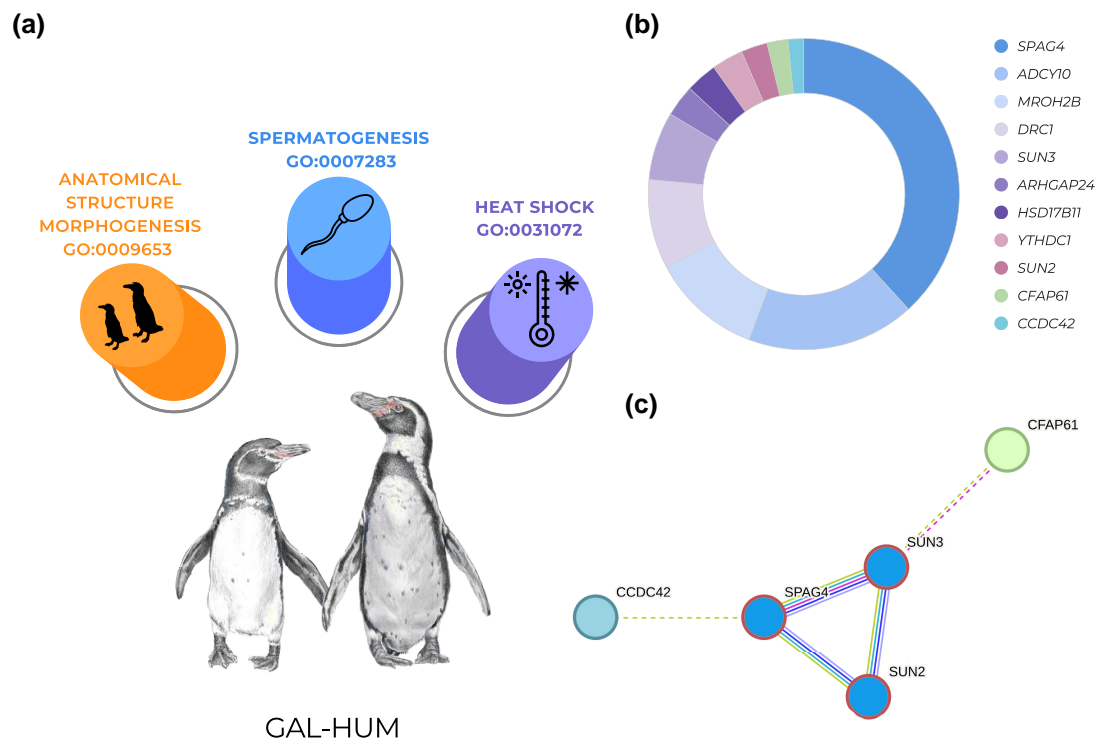 (a)
SPERMATOGENESIS
GO:0007283
ANATOMICAL
STRUCTURE
MORPHOGENESIS
GO:0009653
HEAT SHOCK
GO:0031072
GAL-HUM
(b)
SPAG4
ADCY10
MROH2B
DRC1
SUN3
ARHGAP24
HSD17B11
YTHDC1
SUN2
CFAP61
CCDC42
(c)
CFAP61
SUN3
CCDC42
SPAG4
SUN2